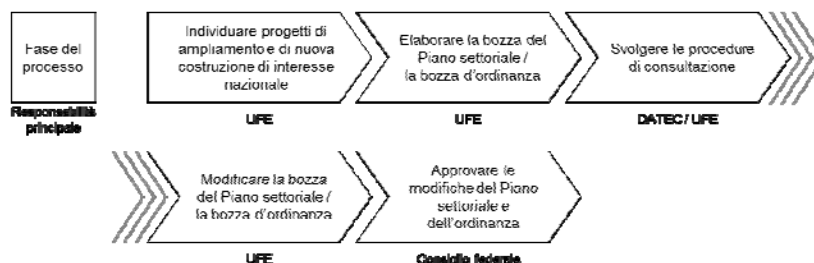 Fase del
processo
Individuare progetti di
ampliamento e di nuova
costruzione di interesse
nazionale
Elaborare la bozza del
Piano settoriale /
la bozza d'ordinanza
Svolgere le procedure
di consultazione
Responsabilità
principale
UFE
UFE
DATEC / UFE
Modificare la bozza
del Piano settoriale /
la bozza d'ordinanza
Approvare le
modifiche del Piano
settoriale e
dell'ordinanza
UFE
Consiglio federale